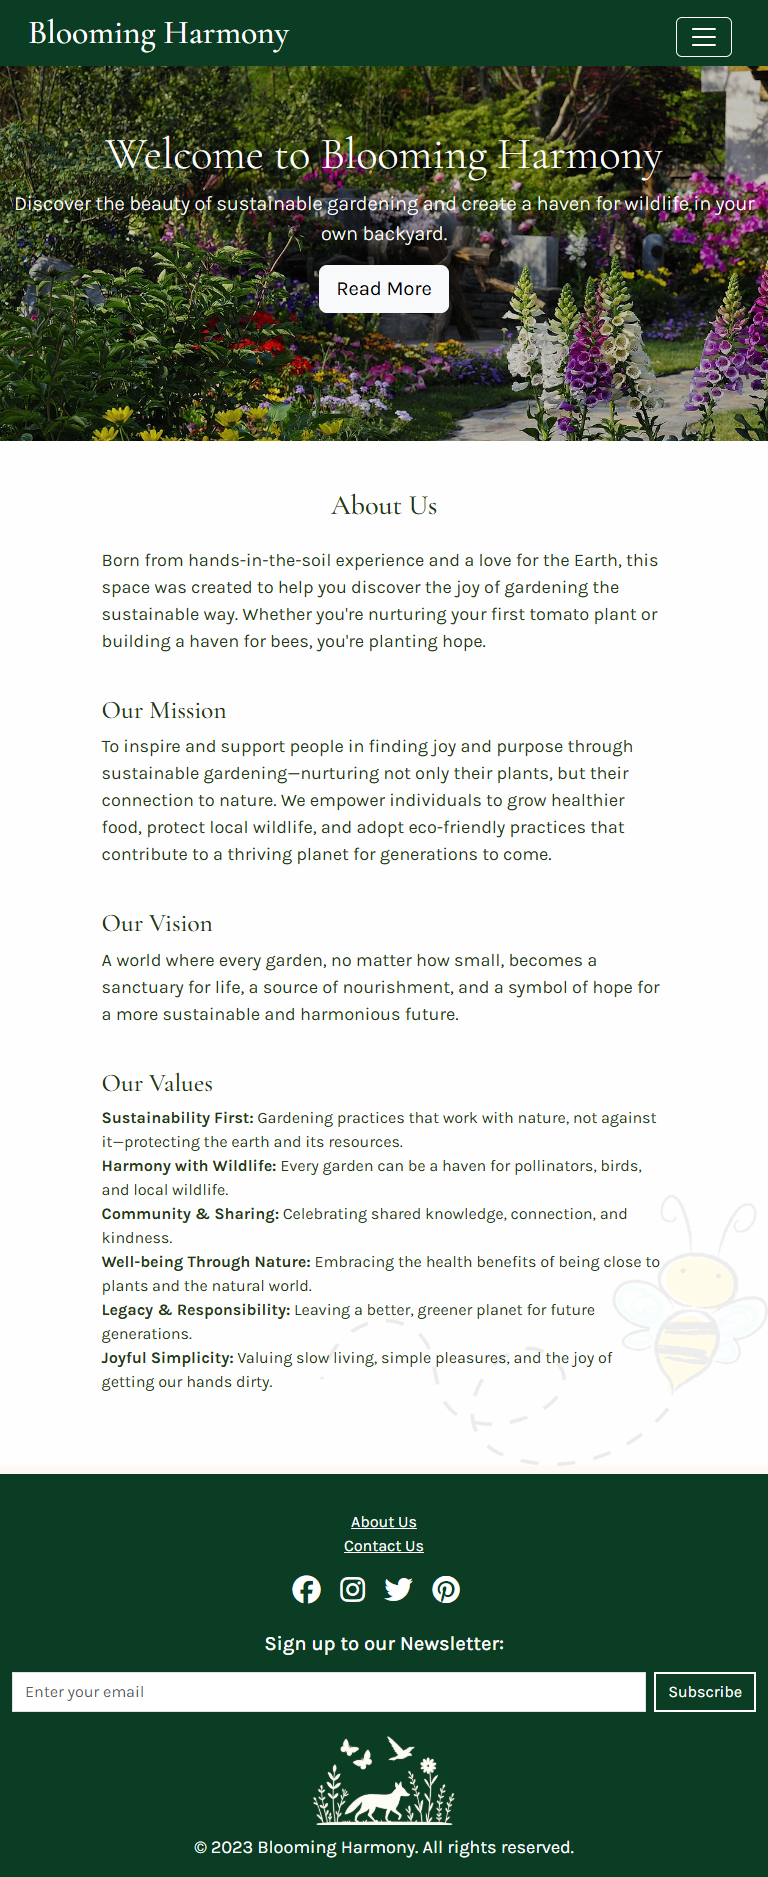 Blooming Harmony
Welcome to Blooming Harmony
Discover the beauty of sustainable gardening and create a haven for wildlife in your
own backyard.
Read More
About Us
Born from hands-in-the-soil experience and a love for the Earth, this
space was created to help you discover the joy of gardening the
sustainable way. Whether you're nurturing your first tomato plant or
building a haven for bees, you're planting hope.
Our Mission
To inspire and support people in finding joy and purpose through
sustainable gardening—nurturing not only their plants, but their
connection to nature. We empower individuals to grow healthier
food, protect local wildlife, and adopt eco-friendly practices that
contribute to a thriving planet for generations to come.
Our Vision
A world where every garden, no matter how small, becomes a
sanctuary for life, a source of nourishment, and a symbol of hope for
a more sustainable and harmonious future.
Our Values
Sustainability First: Gardening practices that work with nature, not against
it—protecting the earth and its resources.
Harmony with Wildlife: Every garden can be a haven for pollinators, birds,
and local wildlife.
Community & Sharing: Celebrating shared knowledge, connection, and
kindness.
Well-being Through Nature: Embracing the health benefits of being close to
plants and the natural world.
Legacy & Responsibility: Leaving a better, greener planet for future
generations.
Joyful Simplicity: Valuing slow living, simple pleasures, and the joy of
getting our hands dirty.
About Us
Contact Us
Sign up to our Newsletter:
Enter your email
Subscribe
© 2023 Blooming Harmony. All rights reserved.